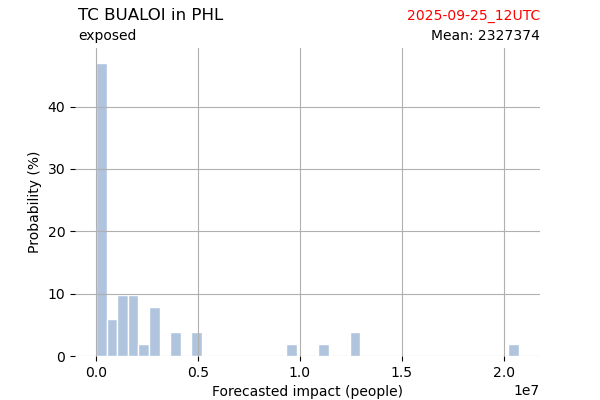 TC BUALOI in PHL
2025-09-25_12UTC
exposed
Mean: 2327374
Probability (%)
40
30
20
10
0
0.0 0.5 1.0 1.5 2.0
1e7
Forecasted impact (people)